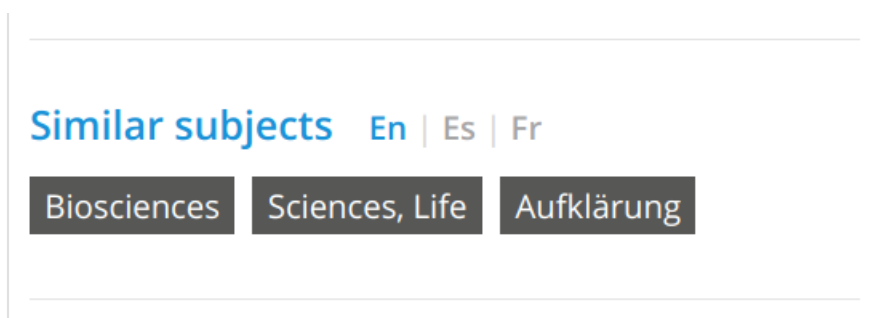 Similar subjects En | Es | Fr
Biosciences Sciences, Life Aufklärung